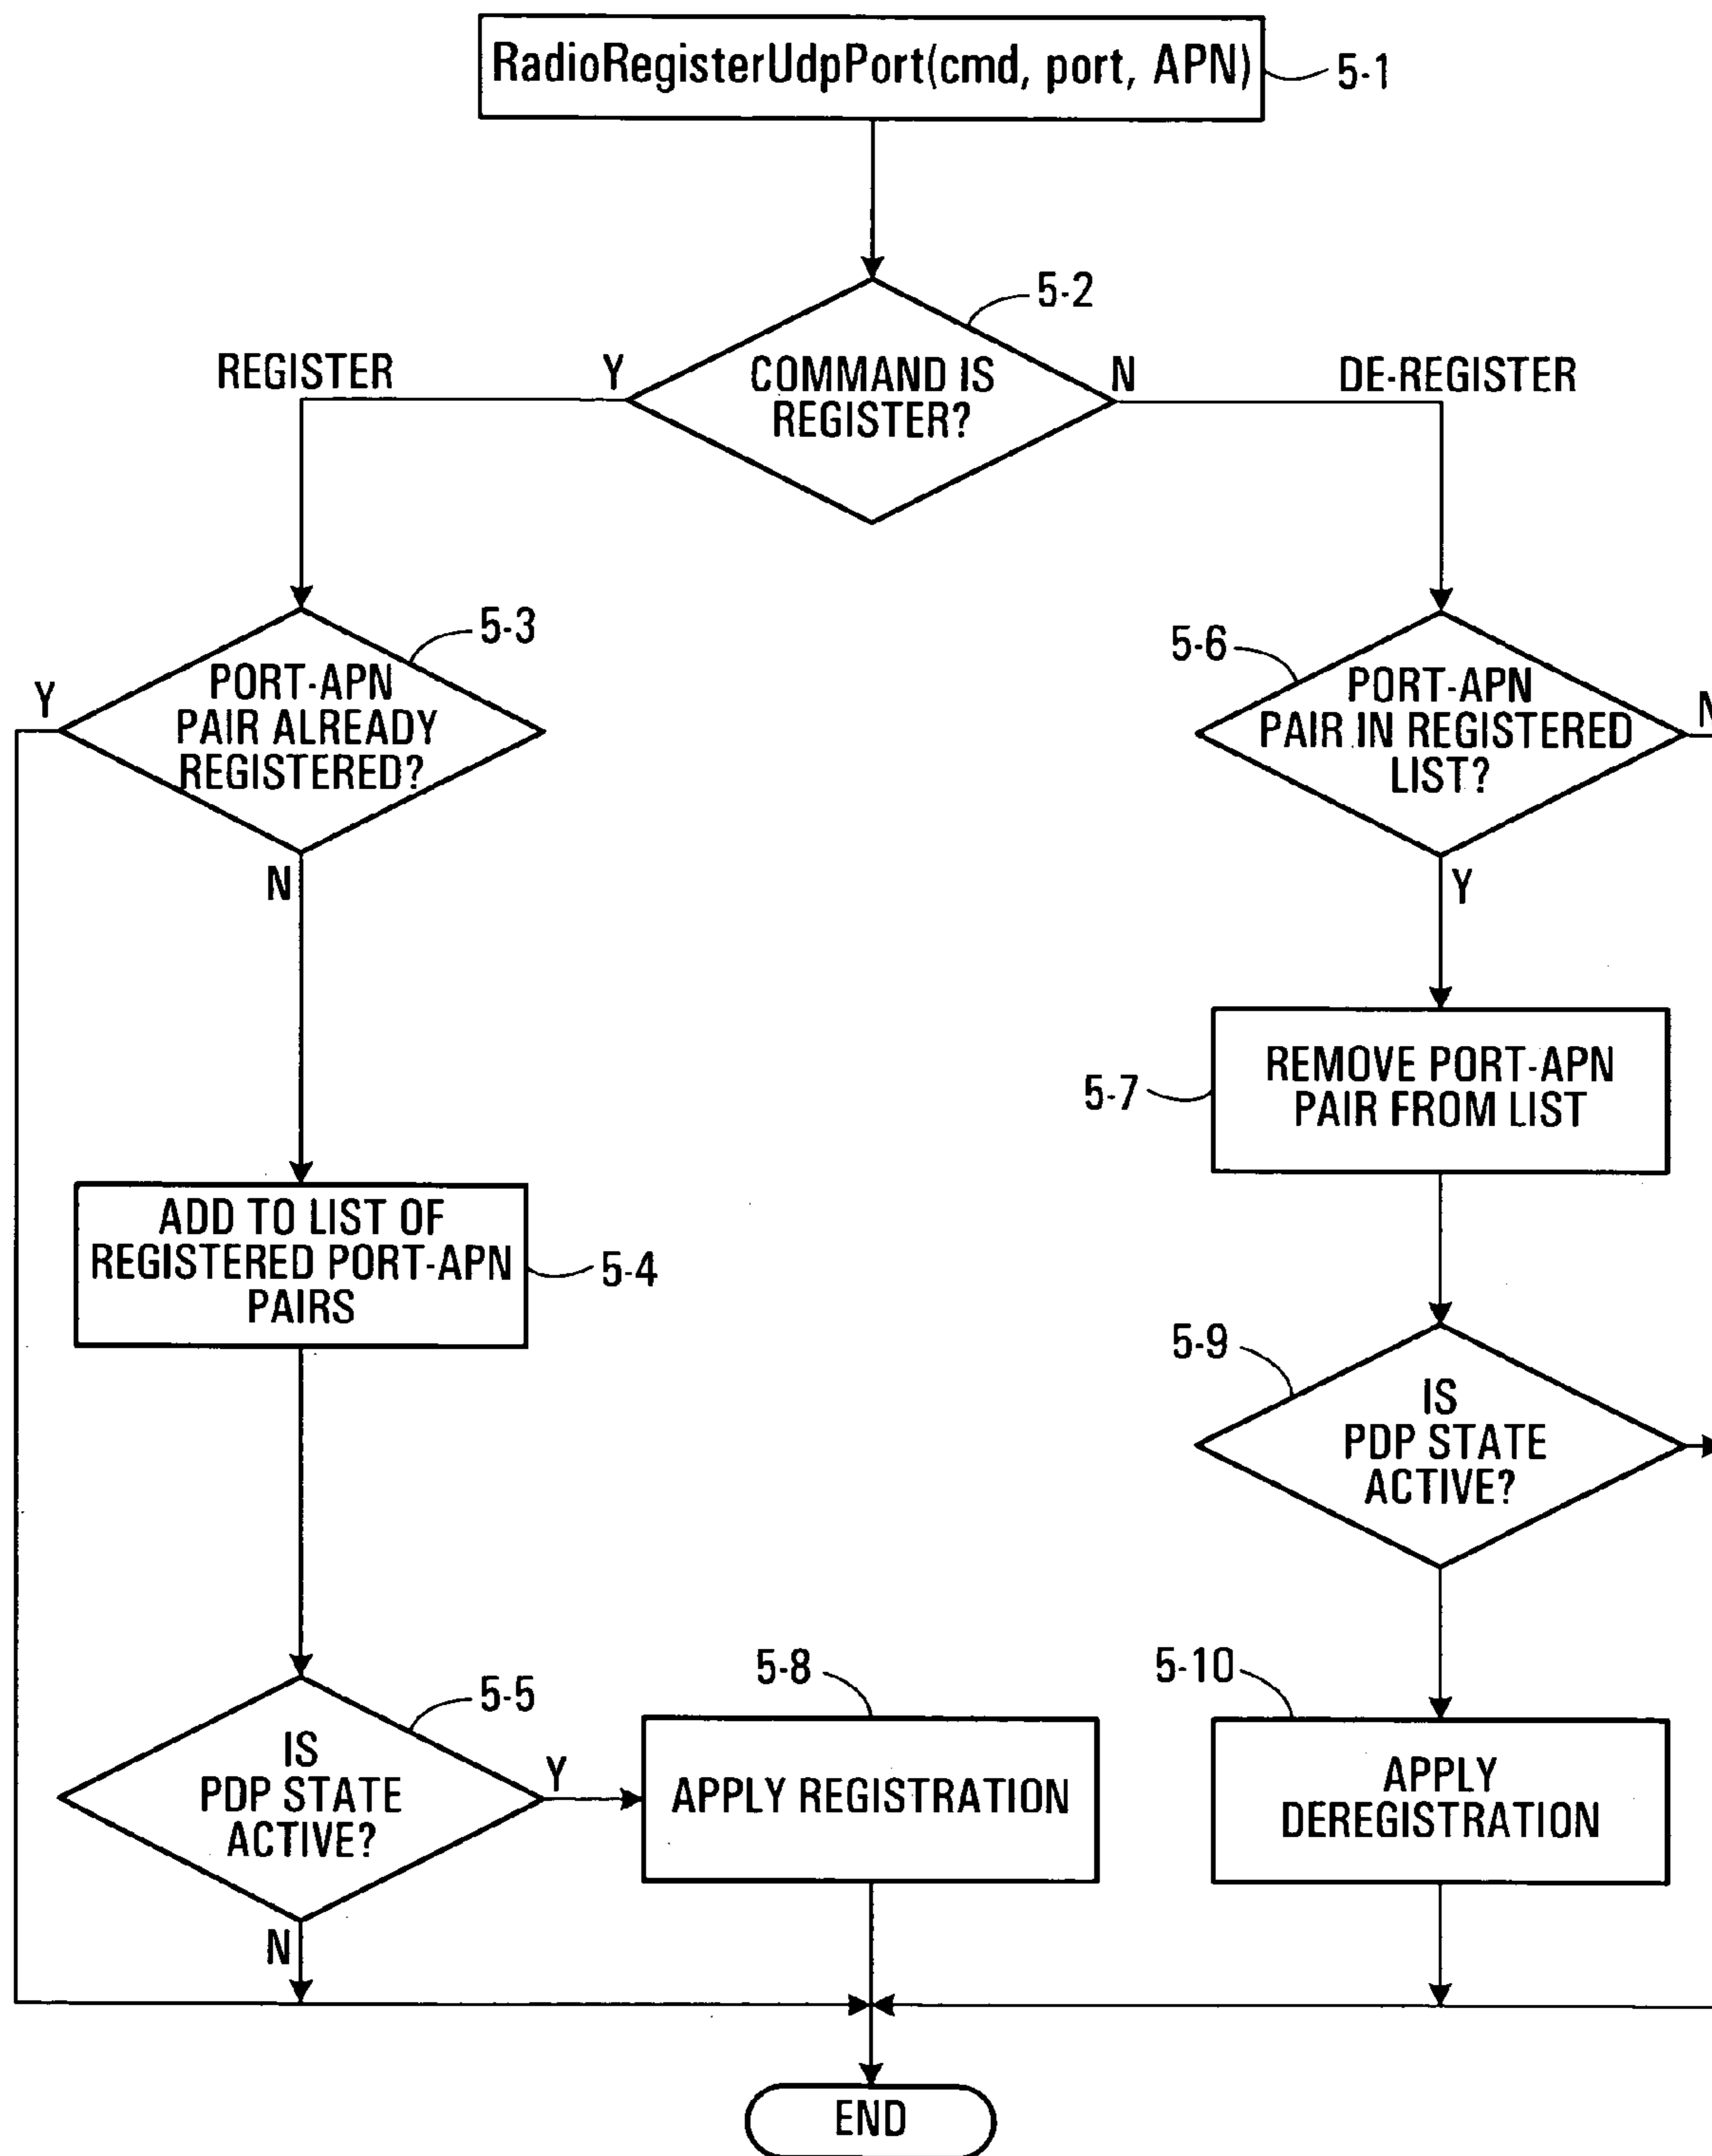 RadioRegisterUdpPort(cmd, port, APN)
5-1
5-2
REGISTER
Y
COMMAND IS
REGISTER?
N
DE-REGISTER
5-3
Y
PORT-APN
PAIR ALREADY
REGISTERED?
N
5-6
PORT-APN
PAIR IN REGISTERED
LIST?
N
Y
5-7
REMOVE PORT-APN
PAIR FROM LIST
ADD TO LIST OF
REGISTERED PORT-APN
PAIRS
5-4
5-9
IS
PDP STATE
ACTIVE?
5-5
IS
PDP STATE
ACTIVE?
Y
N
5-8
APPLY REGISTRATION
5-10
APPLY
DEREGISTRATION
END